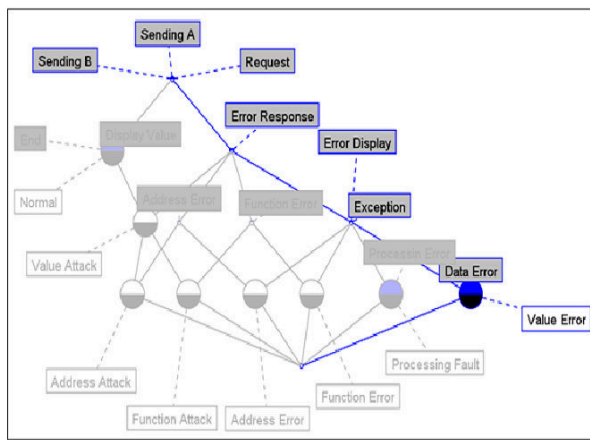 Sending A
Sending B
Request
Error Response
End
Display Value
Error Display
Address Error
Function Error
Normal
Exception
Value Attack
Processin Error
Data Error
Value Error
Address Attack
Processing Fault
Function Error
Function Attack
Address Error